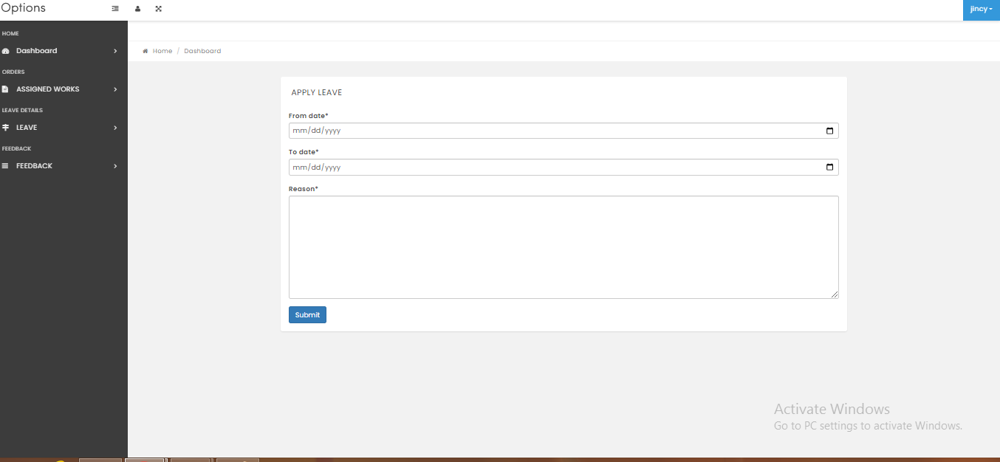 Options
jincy
HOME
Dashboard
ORDERS
ASSIGNED WORKS
LEAVE DETAILS
LEAVE
FEEDBACK
FEEDBACK
Home / Dashboard
APPLY LEAVE
From date*
mm/dd/yyyy
To date*
mm/dd/yyyy
Reason*
Submit
Activate Windows
Go to PC settings to activate Windows.